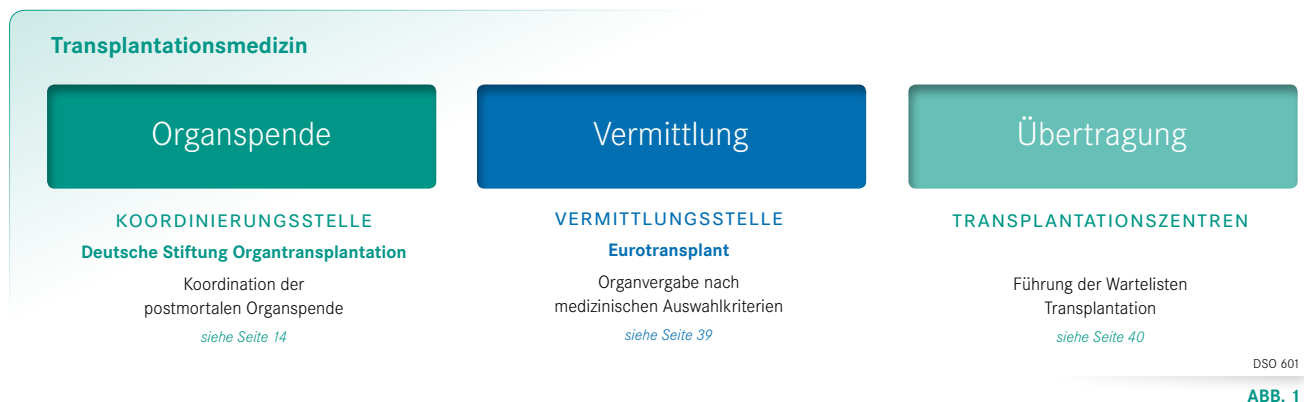 Transplantationsmedizin
Organspende
Vermittlung
Übertragung
KOORDINIERUNGSSTELLE
Deutsche Stiftung Organtransplantation
Koordination der
postmortalen Organspende
siehe Seite 14
VERMITTLUNGSSTELLE
Eurotransplant
Organvergabe nach
medizinischen Auswahlkriterien
siehe Seite 39
TRANSPLANTATIONSZENTREN
Führung der Wartelisten
Transplantation
siehe Seite 40
DSO 601
ABB. 1